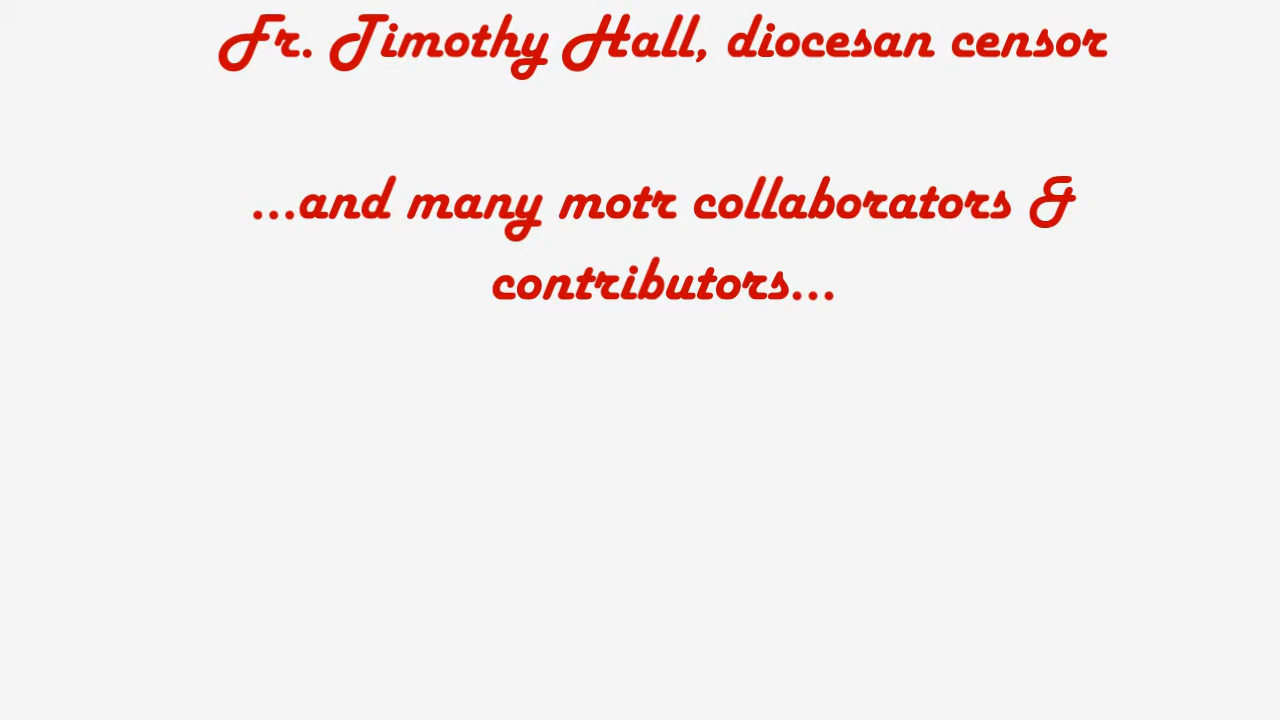 Fr. Timothy Hall, diocesan censor
...and many motr collaborators &
contributors...